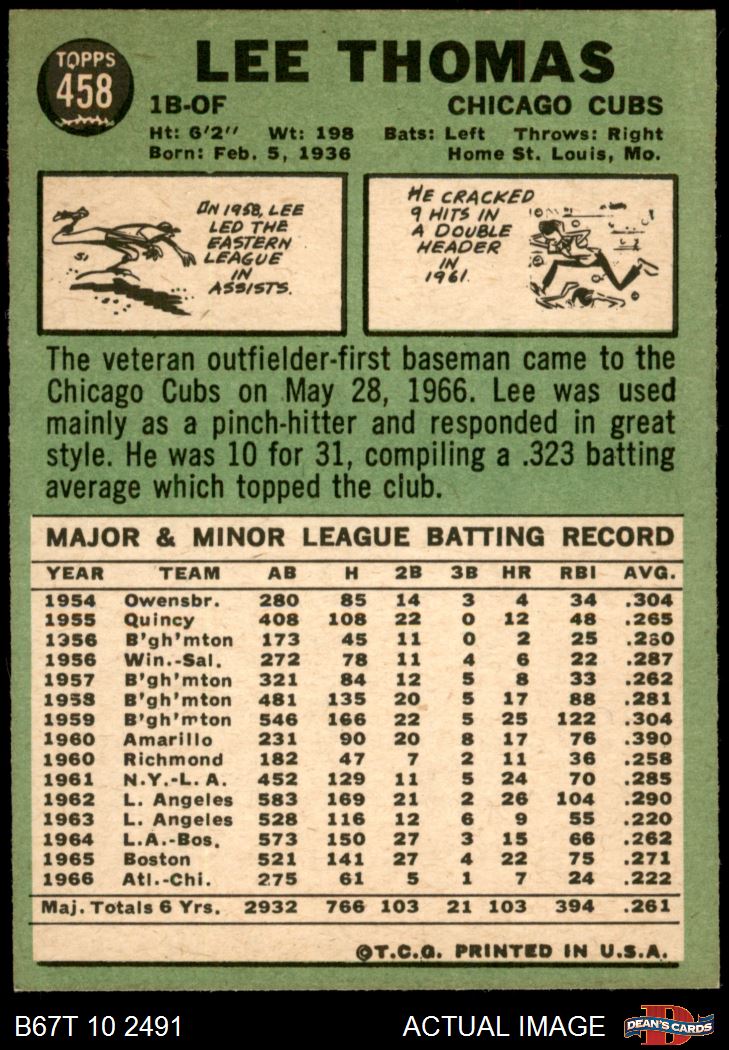 TOPPS
458
LEE THOMAS
1B-OF CHICAGO CUBS
Ht: 6'2" Wt: 198 Bats: Left Throws: Right
Born: Feb. 5, 1936 Home St. Louis, Mo.
IN 1958, LEE
LED THE
EASTERN
LEAGUE
IN
ASSISTS.
HE CRACKED
9 HITS IN
A DOUBLE
HEADER
IN
1961.
The veteran outfielder-first baseman came to the
Chicago Cubs on May 28, 1966. Lee was used
mainly as a pinch-hitter and responded in great
style. He was 10 for 31, compiling a .323 batting
average which topped the club.
MAJOR & MINOR LEAGUE BATTING RECORD
YEAR TEAM AB H 2B 3B HR RBI AVG.
1954 Owensbr. 280 85 14 3 4 34 .304
1955 Quincy 408 108 22 0 12 48 .265
1956 B'gh'mton 173 45 11 0 2 25 .260
1956 Win.-Sal. 272 78 11 4 6 22 .287
1957 B'gh'mton 321 84 12 5 8 33 .262
1958 B'gh'mton 481 135 20 5 17 88 .281
1959 B'gh'mton 546 166 22 5 25 122 .304
1960 Amarillo 231 90 20 8 17 76 .390
1960 Richmond 182 47 7 2 11 36 .258
1961 N.Y.-L.A. 452 129 11 5 24 70 .285
1962 L. Angeles 583 169 21 2 26 104 .290
1963 L. Angeles 528 116 12 6 9 55 .220
1964 L.A.-Bos. 573 150 27 3 15 66 .262
1965 Boston 521 141 27 4 22 75 .271
1966 Atl.-Chi. 275 61 5 1 7 24 .222
Maj. Totals 6 Yrs. 2932 766 103 21 103 394 .261
©T.C.G. PRINTED IN U.S.A.
B67T 10 2491 ACTUAL IMAGE
DEAN'S CARDS